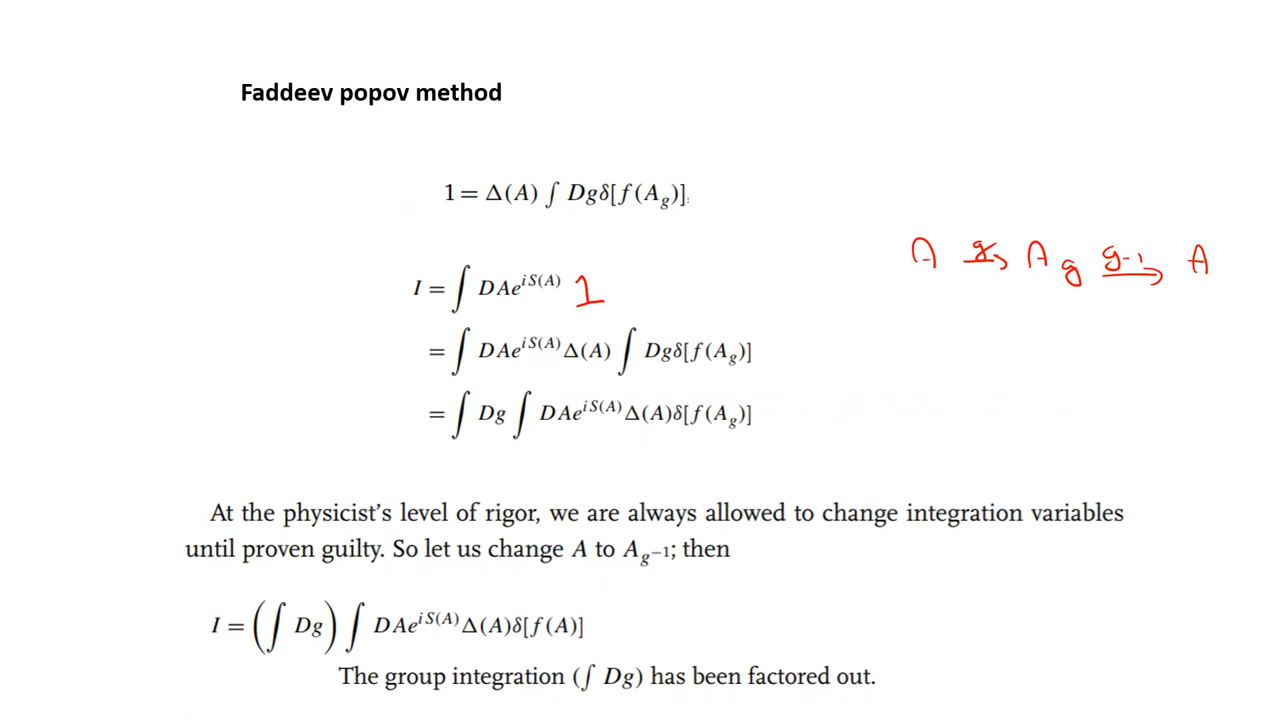 Faddeev popov method
1 = Δ(A) ∫ Dgδ[f(A_g)]
A g→ A_g g-1→ A
I = ∫ DAe^{iS(A)} 1
= ∫ DAe^{iS(A)}Δ(A) ∫ Dgδ[f(A_g)]
= ∫ Dg ∫ DAe^{iS(A)}Δ(A)δ[f(A_g)]
At the physicist's level of rigor, we are always allowed to change integration variables
until proven guilty. So let us change A to A_{g−1}; then
I = (∫ Dg) ∫ DAe^{iS(A)}Δ(A)δ[f(A)]
The group integration (∫ Dg) has been factored out.